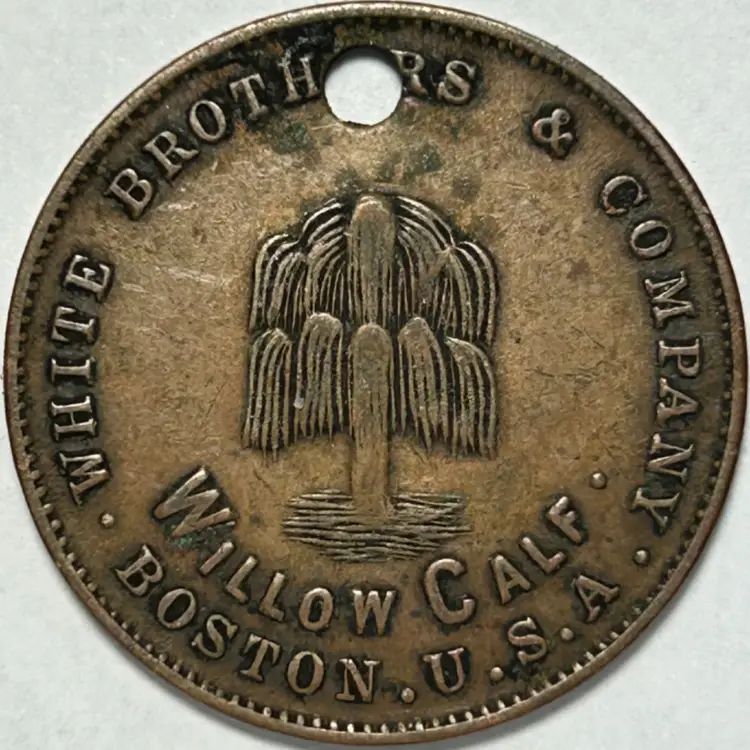 WHITE BROTHERS & COMPANY.
WILLOW CALF.
. BOSTON. U.S.A.